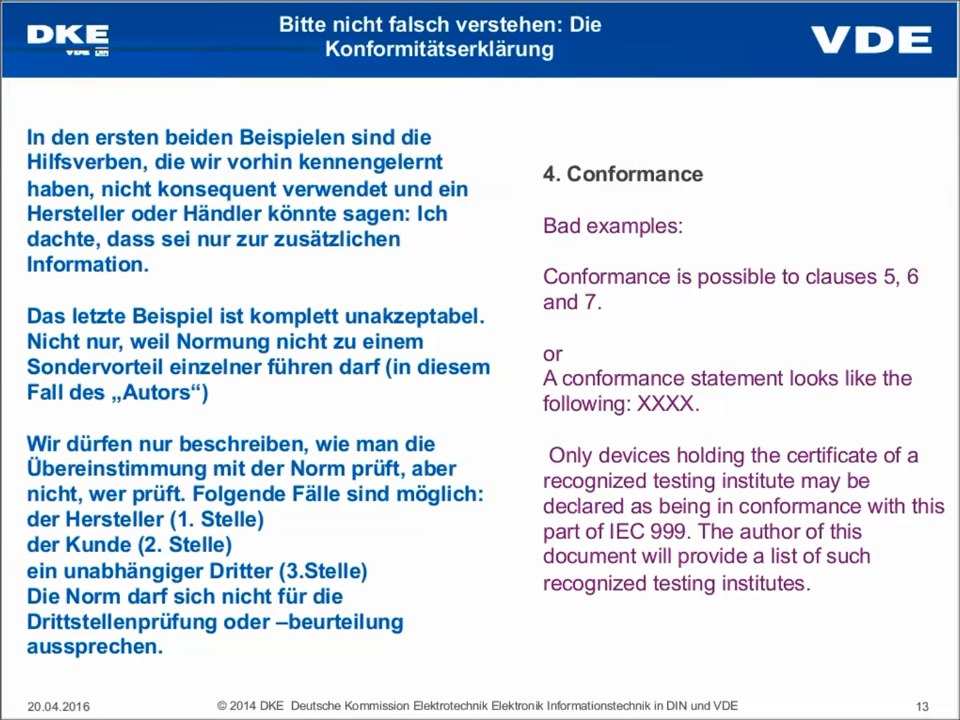 DKE
VDE DIN
Bitte nicht falsch verstehen: Die
Konformitätserklärung
VDE
In den ersten beiden Beispielen sind die
Hilfsverben, die wir vorhin kennengelernt
haben, nicht konsequent verwendet und ein
Hersteller oder Händler könnte sagen: Ich
dachte, dass sei nur zur zusätzlichen
Information.
Das letzte Beispiel ist komplett unakzeptabel.
Nicht nur, weil Normung nicht zu einem
Sondervorteil einzelner führen darf (in diesem
Fall des „Autors“)
Wir dürfen nur beschreiben, wie man die
Übereinstimmung mit der Norm prüft, aber
nicht, wer prüft. Folgende Fälle sind möglich:
der Hersteller (1. Stelle)
der Kunde (2. Stelle)
ein unabhängiger Dritter (3.Stelle)
Die Norm darf sich nicht für die
Drittstellenprüfung oder –beurteilung
aussprechen.
4. Conformance
Bad examples:
Conformance is possible to clauses 5, 6
and 7.
or
A conformance statement looks like the
following: XXXX.
Only devices holding the certificate of a
recognized testing institute may be
declared as being in conformance with this
part of IEC 999. The author of this
document will provide a list of such
recognized testing institutes.
20.04.2016
© 2014 DKE Deutsche Kommission Elektrotechnik Elektronik Informationstechnik in DIN und VDE
13